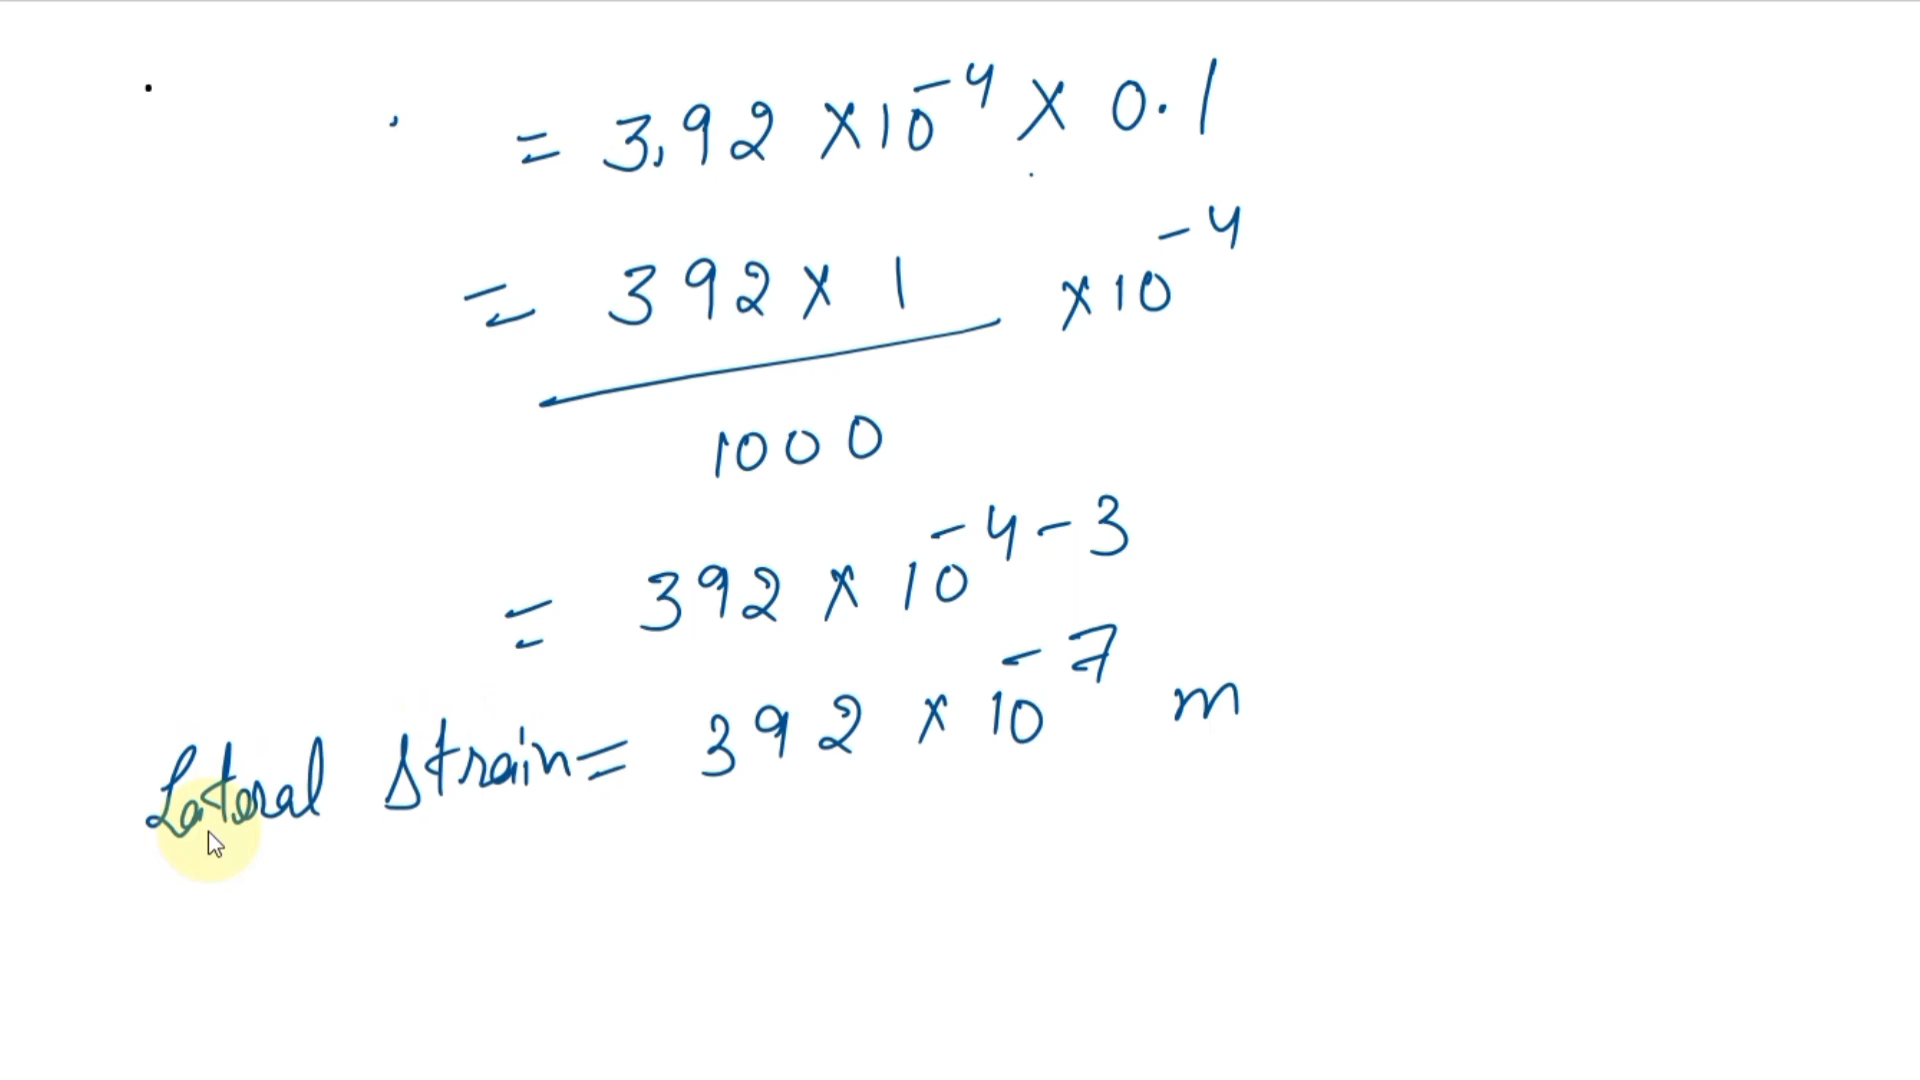 = 3.92 × 10⁻⁴ × 0.1
= 392 × 1 / 1000 × 10⁻⁴
= 392 × 10⁻⁴⁻³
Lateral strain = 392 × 10⁻⁷ m